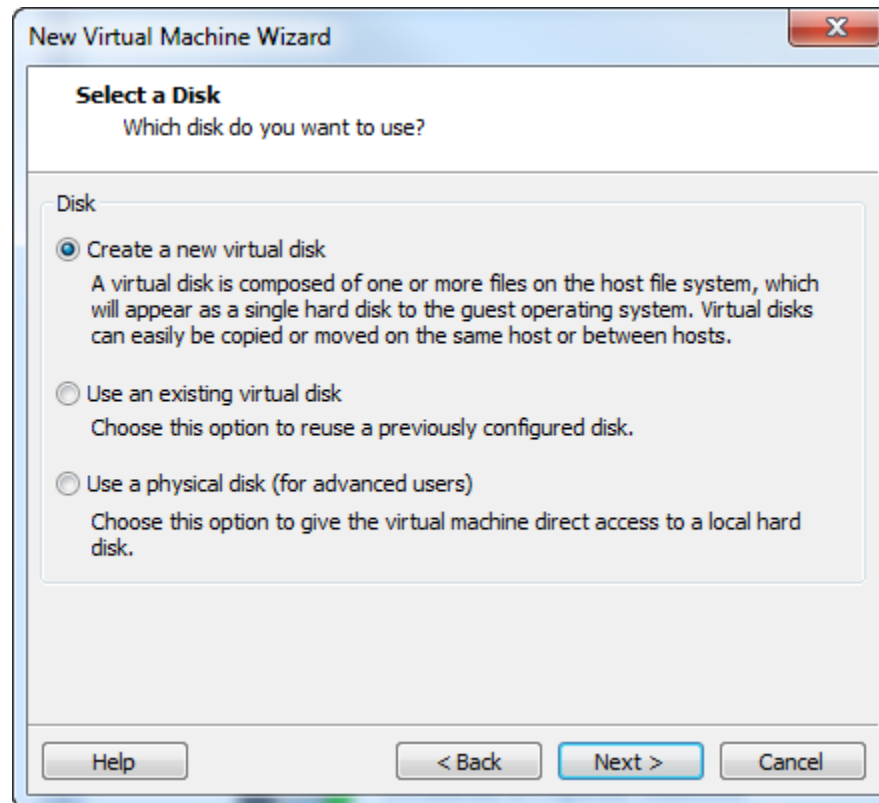 New Virtual Machine Wizard
Select a Disk
Which disk do you want to use?
Disk
Create a new virtual disk
A virtual disk is composed of one or more files on the host file system, which
will appear as a single hard disk to the guest operating system. Virtual disks
can easily be copied or moved on the same host or between hosts.
Use an existing virtual disk
Choose this option to reuse a previously configured disk.
Use a physical disk (for advanced users)
Choose this option to give the virtual machine direct access to a local hard
disk.
Help < Back Next > Cancel